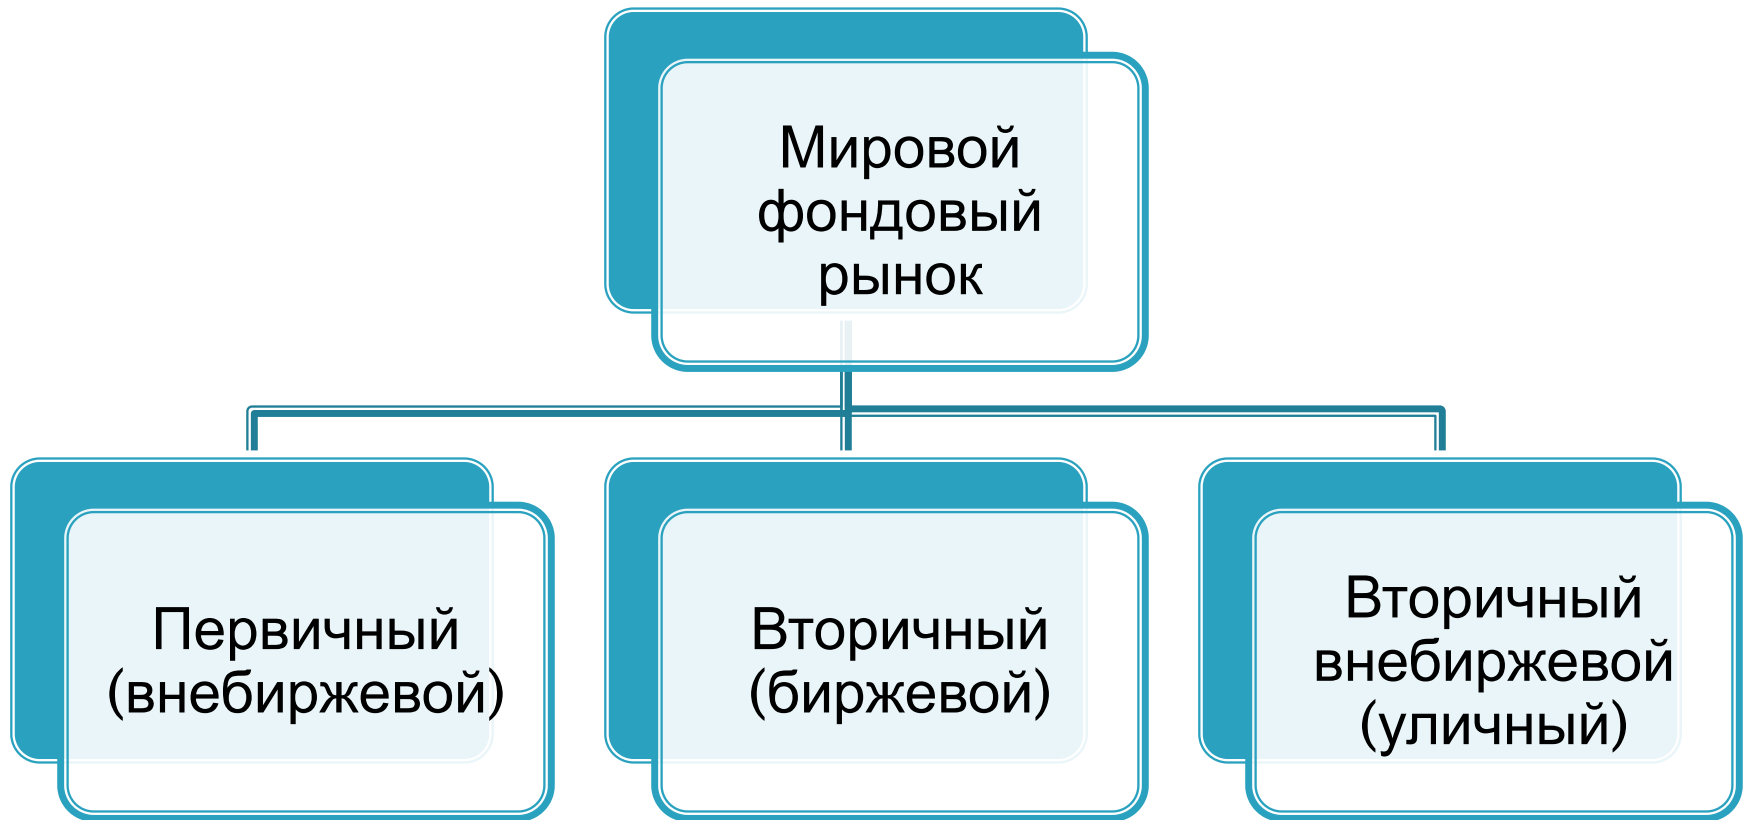 Мировой
фондовый
рынок
Первичный
(внебиржевой)
Вторичный
(биржевой)
Вторичный
внебиржевой
(уличный)